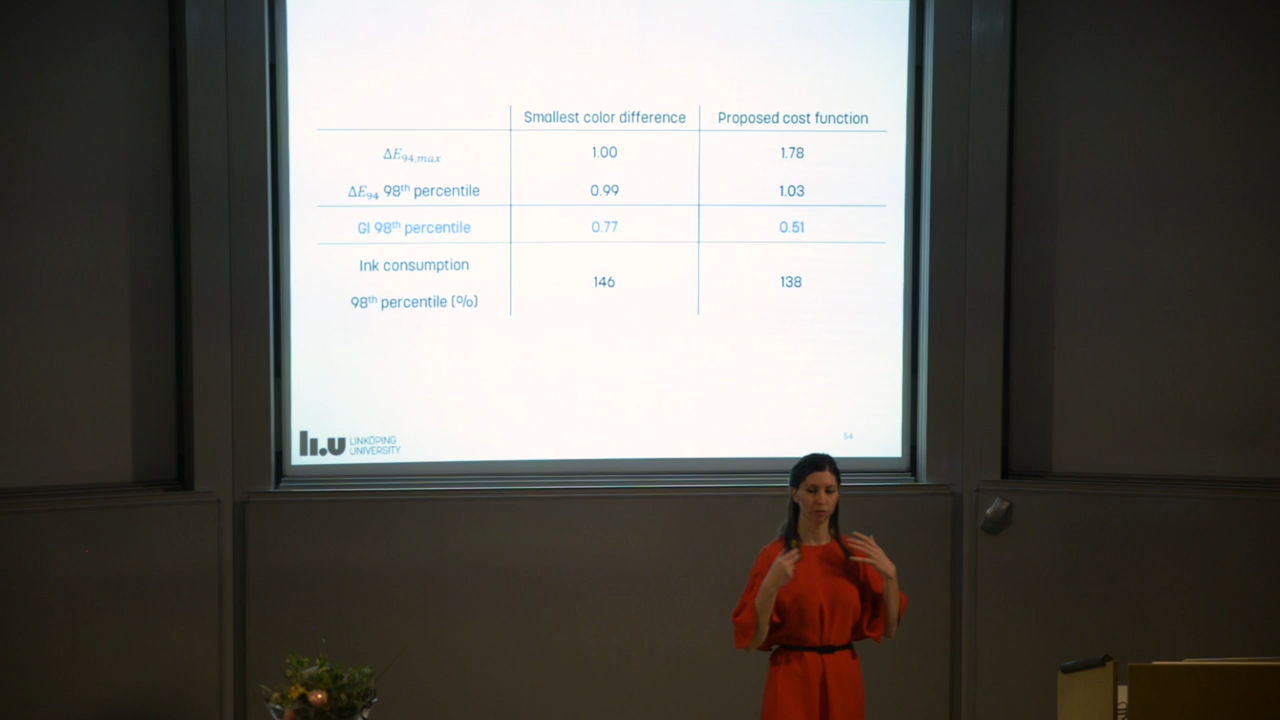 Smallest color difference Proposed cost function
ΔE94,max 1.00 1.78
ΔE94 98th percentile 0.99 1.03
GI 98th percentile 0.77 0.51
Ink consumption
98th percentile (%) 146 138
li.u LINKÖPING
UNIVERSITY
54